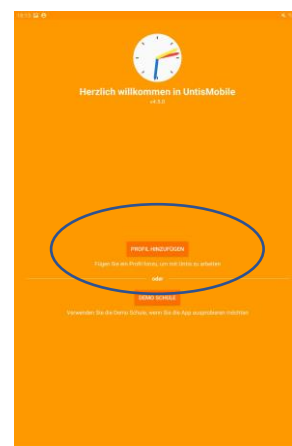 Herzlich willkommen in UntisMobile
PROFIL HINZUFÜGEN
Fügen Sie ein Profil hinzu, um mit Untis zu arbeiten
oder
DEMO SCHULE
Verwenden Sie die Demo Schule, wenn Sie die App ausprobieren möchten